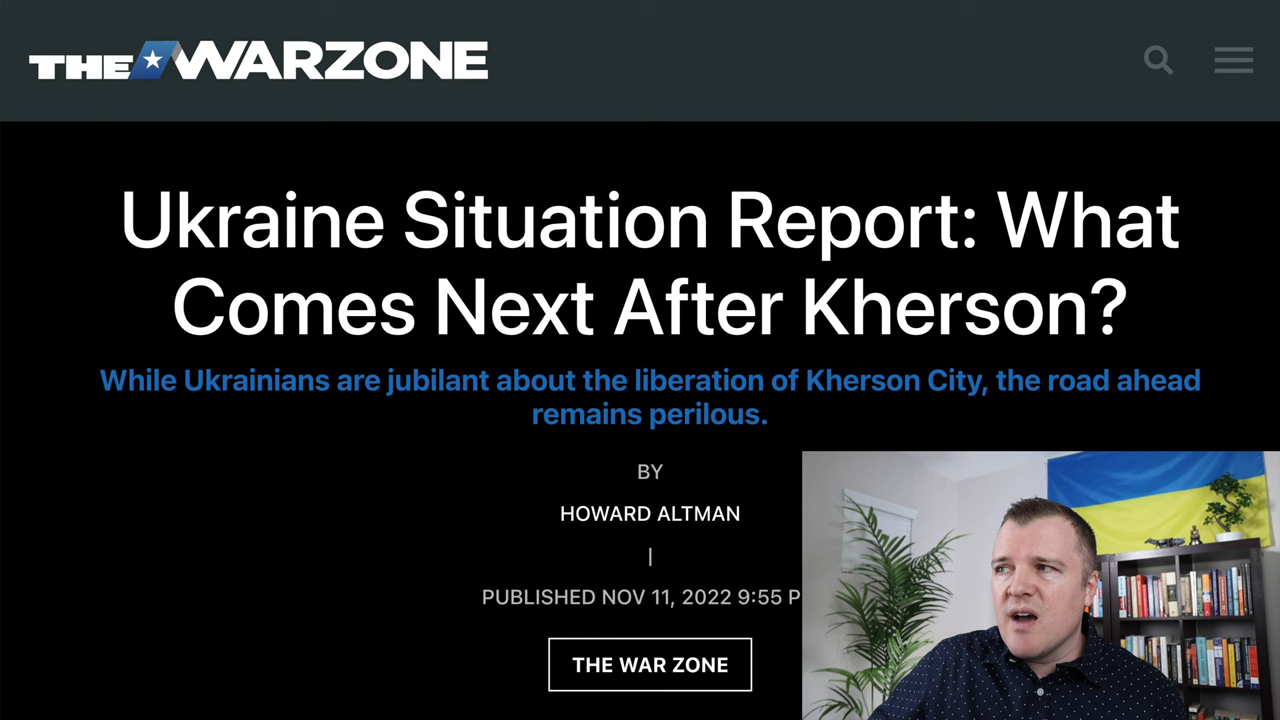 THE WARZONE
Ukraine Situation Report: What
Comes Next After Kherson?
While Ukrainians are jubilant about the liberation of Kherson City, the road ahead
remains perilous.
BY
HOWARD ALTMAN
|
PUBLISHED NOV 11, 2022 9:55 P
THE WAR ZONE